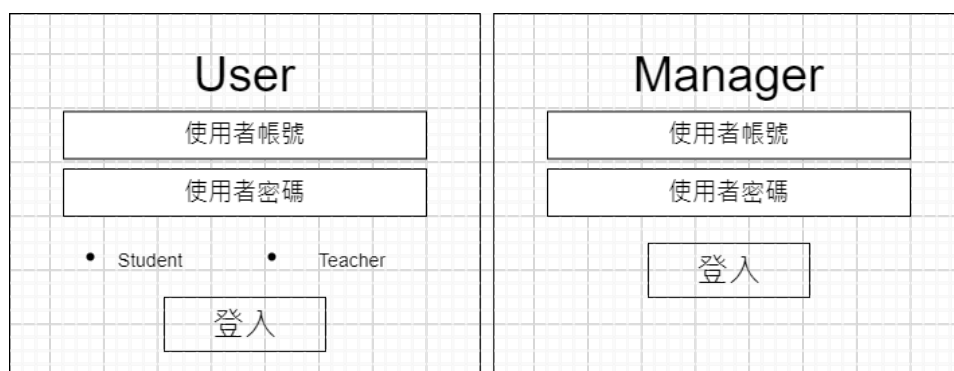 User
使用者帳號
使用者密碼
Student
Teacher
登入
Manager
使用者帳號
使用者密碼
登入